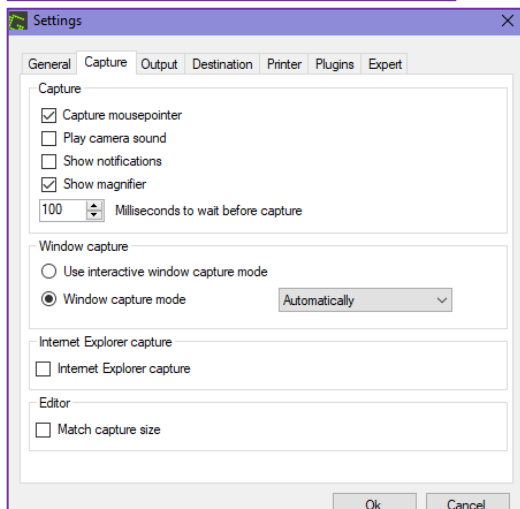 Settings
General Capture Output Destination Printer Plugins Expert
Capture
Capture mousepointer
Play camera sound
Show notifications
Show magnifier
100 Milliseconds to wait before capture
Window capture
Use interactive window capture mode
Window capture mode Automatically
Internet Explorer capture
Internet Explorer capture
Editor
Match capture size
Ok Cancel